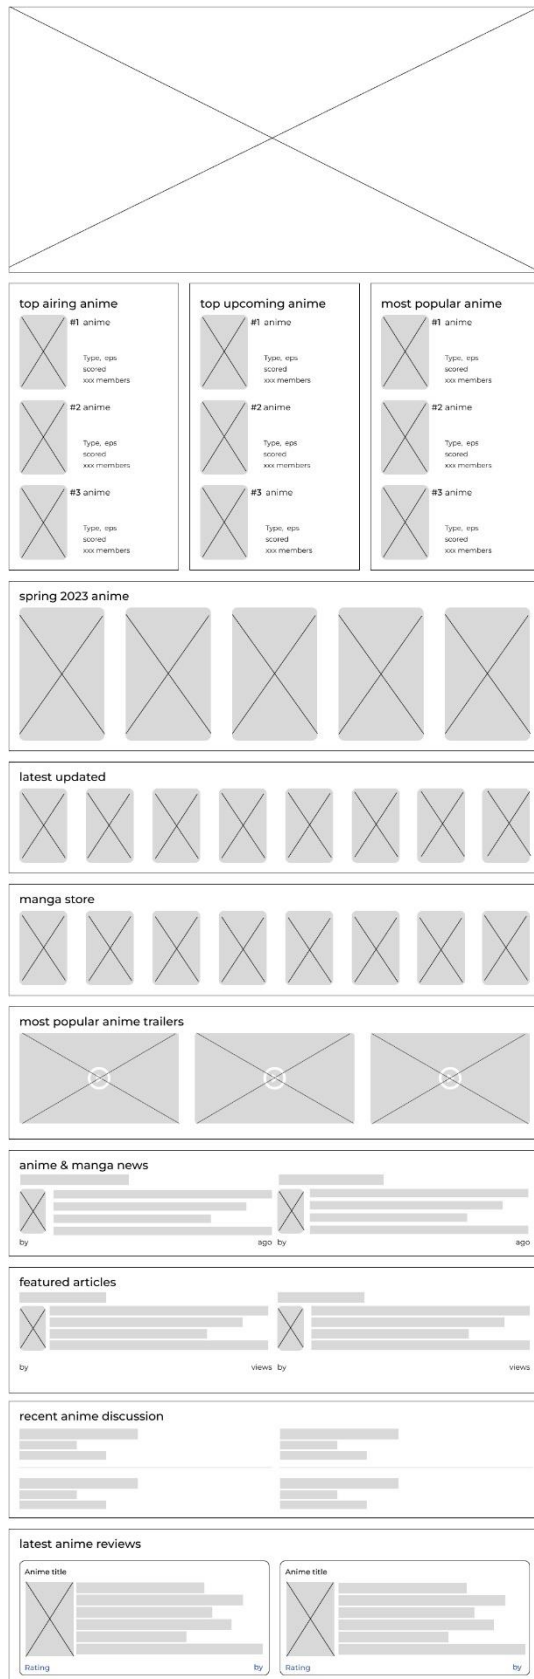 top airing anime
#1 anime
Type, eps
scored
xxx members
#2 anime
Type, eps
scored
xxx members
#3 anime
Type, eps
scored
xxx members
top upcoming anime
#1 anime
Type, eps
scored
xxx members
#2 anime
Type, eps
scored
xxx members
#3 anime
Type, eps
scored
xxx members
most popular anime
#1 anime
Type, eps
scored
xxx members
#2 anime
Type, eps
scored
xxx members
#3 anime
Type, eps
scored
xxx members
spring 2023 anime
latest updated
manga store
most popular anime trailers
anime & manga news
by ago
by ago
featured articles
by views
by views
recent anime discussion
latest anime reviews
Anime title
Rating by
Anime title
Rating by